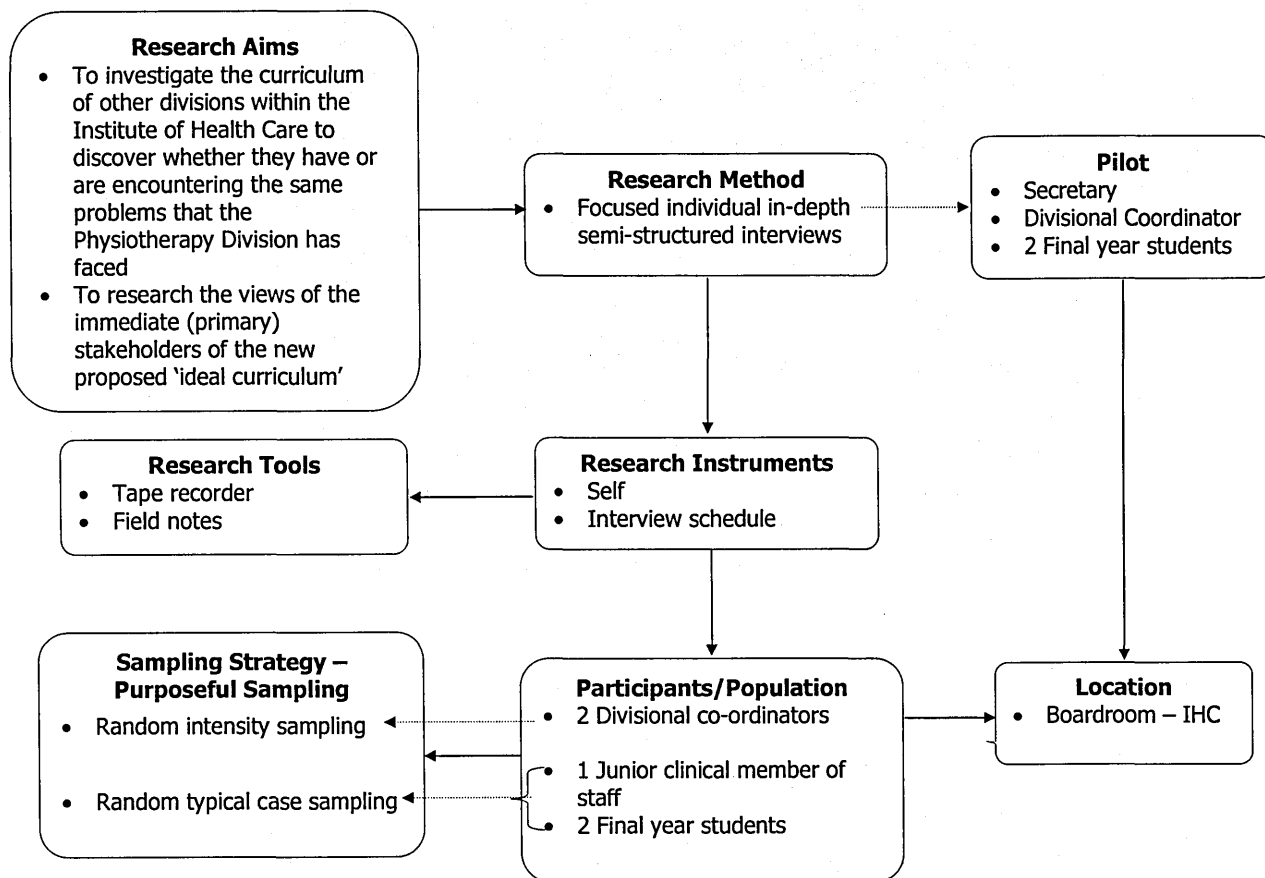 Research Aims
• To investigate the curriculum
of other divisions within the
Institute of Health Care to
discover whether they have or
are encountering the same
problems that the
Physiotherapy Division has
faced
• To research the views of the
immediate (primary)
stakeholders of the new
proposed ‘ideal curriculum’
Research Method
• Focused individual in-depth
semi-structured interviews
Pilot
• Secretary
• Divisional Coordinator
• 2 Final year students
Research Tools
• Tape recorder
• Field notes
Research Instruments
• Self
• Interview schedule
Sampling Strategy –
Purposeful Sampling
• Random intensity sampling
• Random typical case sampling
Participants/Population
• 2 Divisional co-ordinators
• 1 Junior clinical member of
staff
• 2 Final year students
Location
• Boardroom – IHC